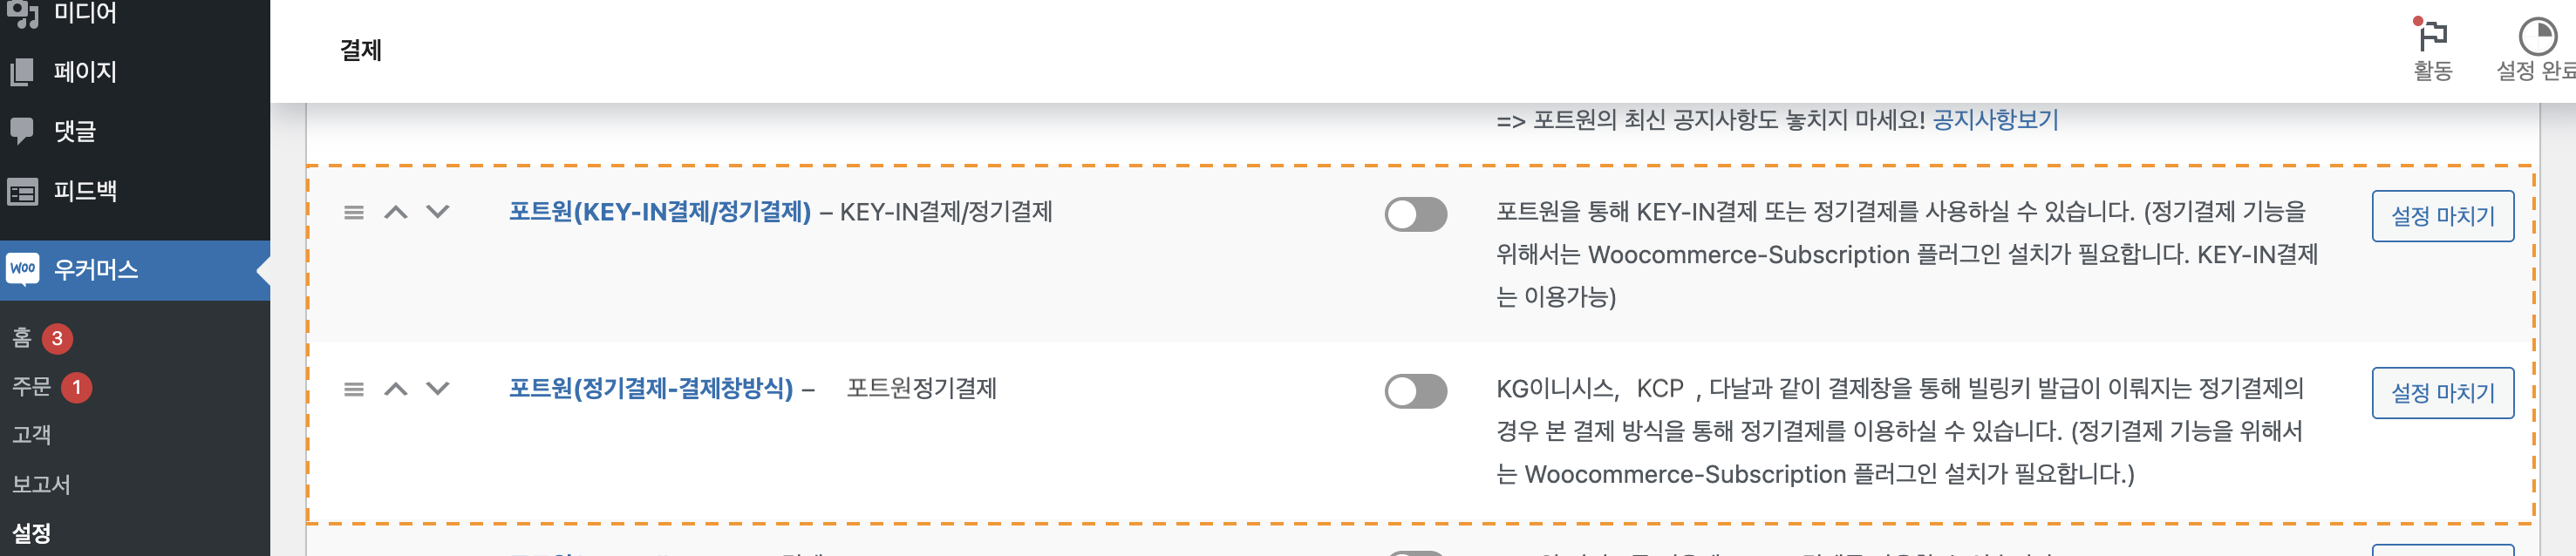 미디어
페이지
댓글
피드백
Woo 우커머스
홈 3
주문 1
고객
보고서
설정
결제
활동
설정 완료
=> 포트원의 최신 공지사항도 놓치지 마세요! 공지사항보기
포트원(KEY-IN결제/정기결제) – KEY-IN결제/정기결제
포트원을 통해 KEY-IN결제 또는 정기결제를 사용하실 수 있습니다. (정기결제 기능을
위해서는 Woocommerce-Subscription 플러그인 설치가 필요합니다. KEY-IN결제
는 이용가능)
설정 마치기
포트원(정기결제-결제창방식) – 포트원정기결제
KG이니시스, KCP , 다날과 같이 결제창을 통해 빌링키 발급이 이뤄지는 정기결제의
경우 본 결제 방식을 통해 정기결제를 이용하실 수 있습니다. (정기결제 기능을 위해서
는 Woocommerce-Subscription 플러그인 설치가 필요합니다.)
설정 마치기